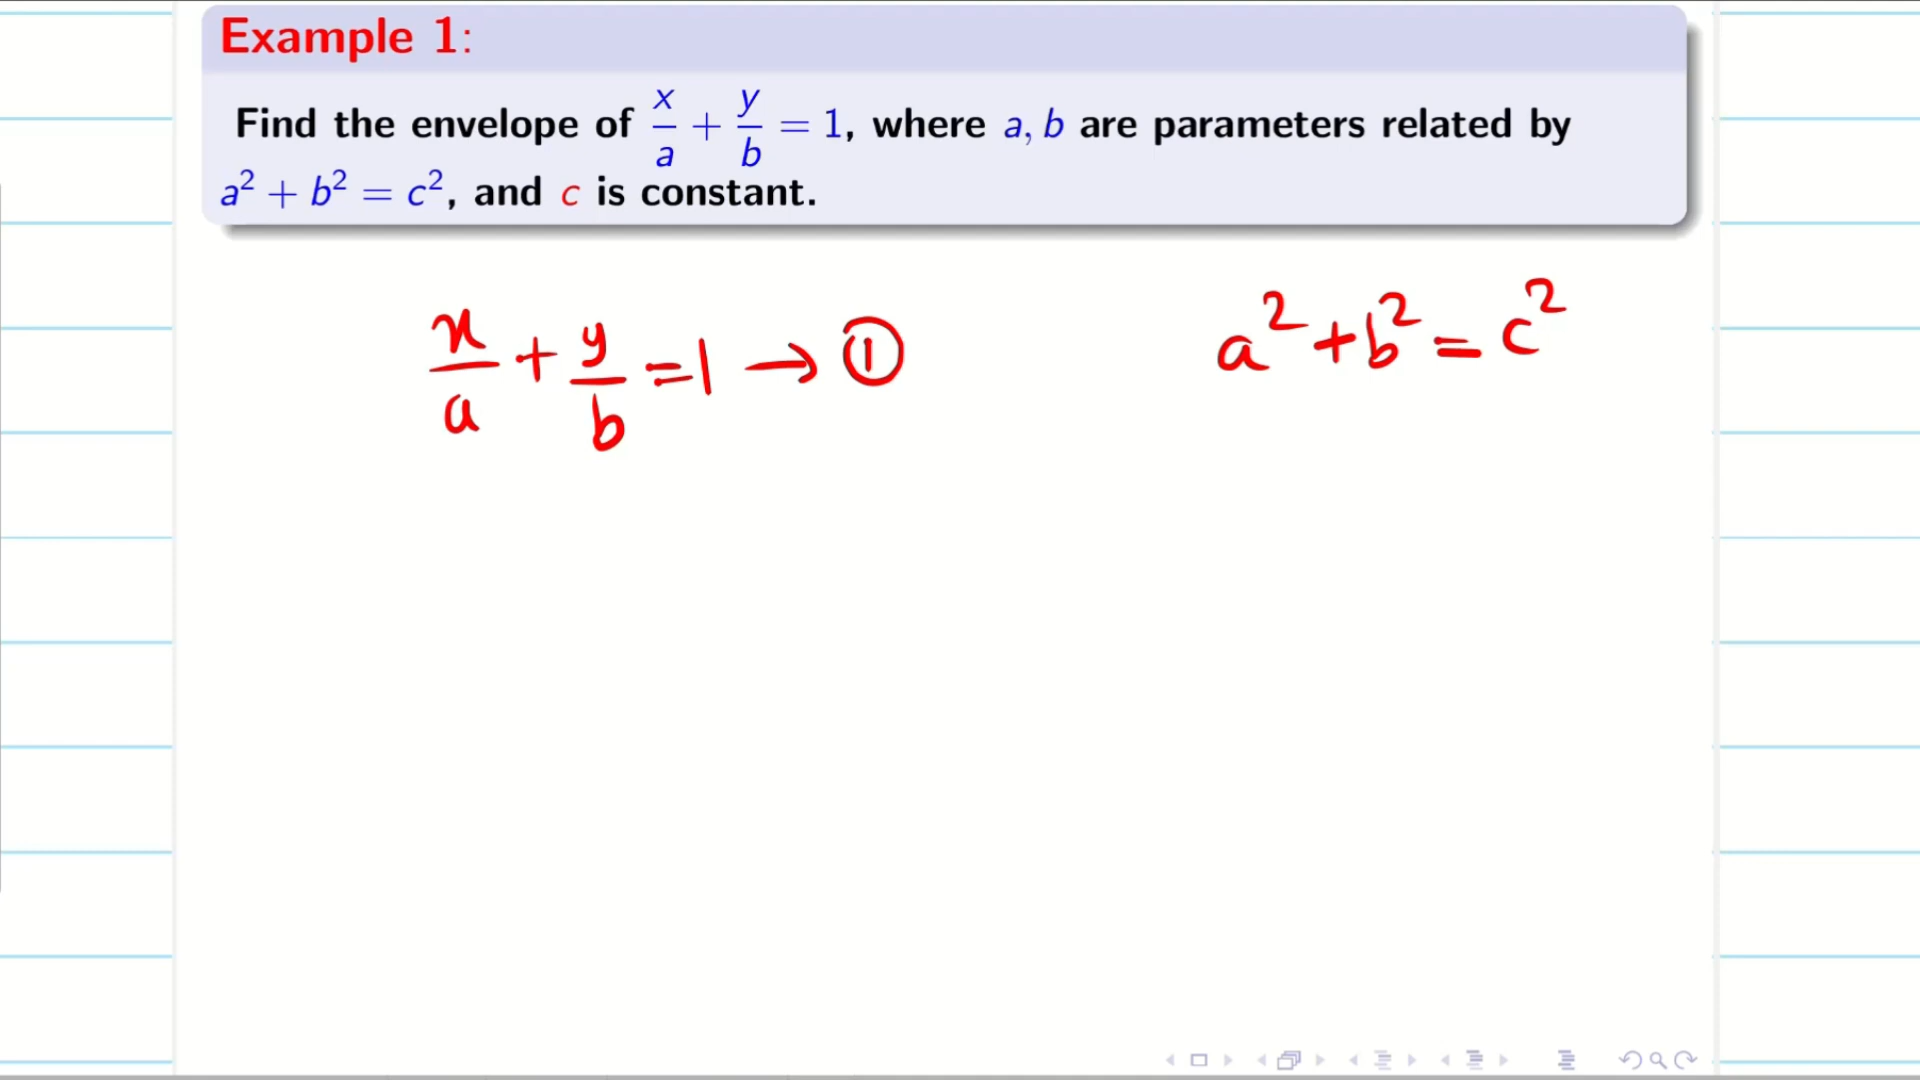 Example 1:
Find the envelope of x/a + y/b = 1, where a, b are parameters related by
a² + b² = c², and c is constant.
x/a + y/b = 1 → ①
a² + b² = c²